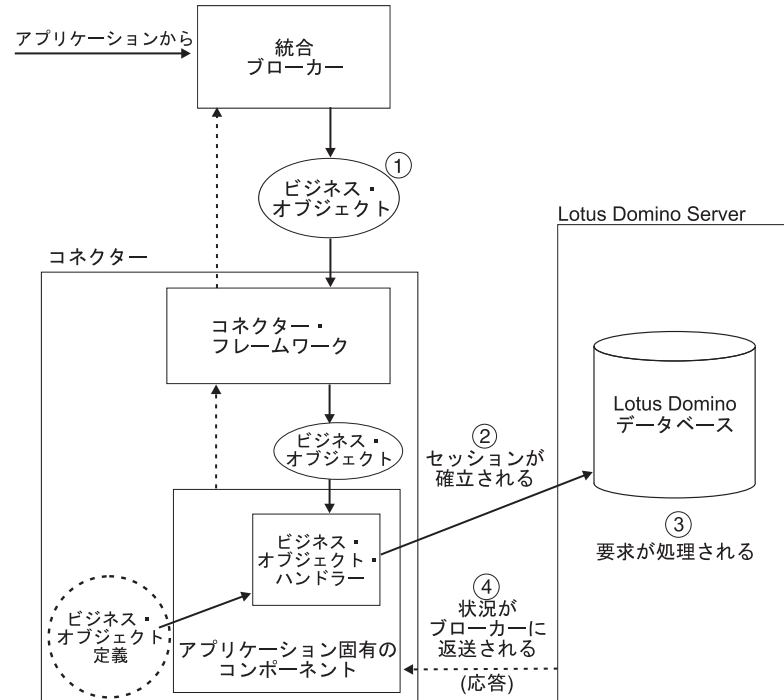 アプリケーションから
統合
ブローカー
①
ビジネス・
オブジェクト
Lotus Domino Server
コネクター
コネクター・
フレームワーク
Lotus Domino
データベース
ビジネス・
オブジェクト
②
セッションが
確立される
③
要求が処理される
ビジネス・
オブジェクト・
ハンドラー
④
状況が
ブローカーに
返送される
(応答)
ビジネス・
オブジェクト
定義
アプリケーション固有の
コンポーネント